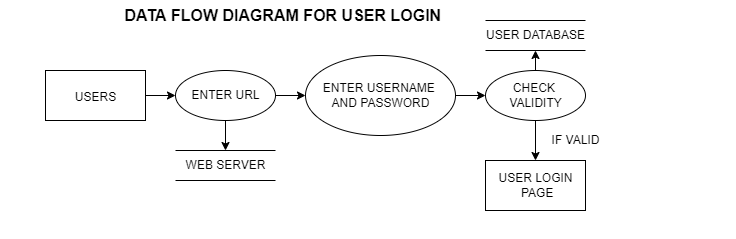 DATA FLOW DIAGRAM FOR USER LOGIN
USER DATABASE
USERS
ENTER URL
ENTER USERNAME
AND PASSWORD
CHECK
VALIDITY
IF VALID
WEB SERVER
USER LOGIN
PAGE